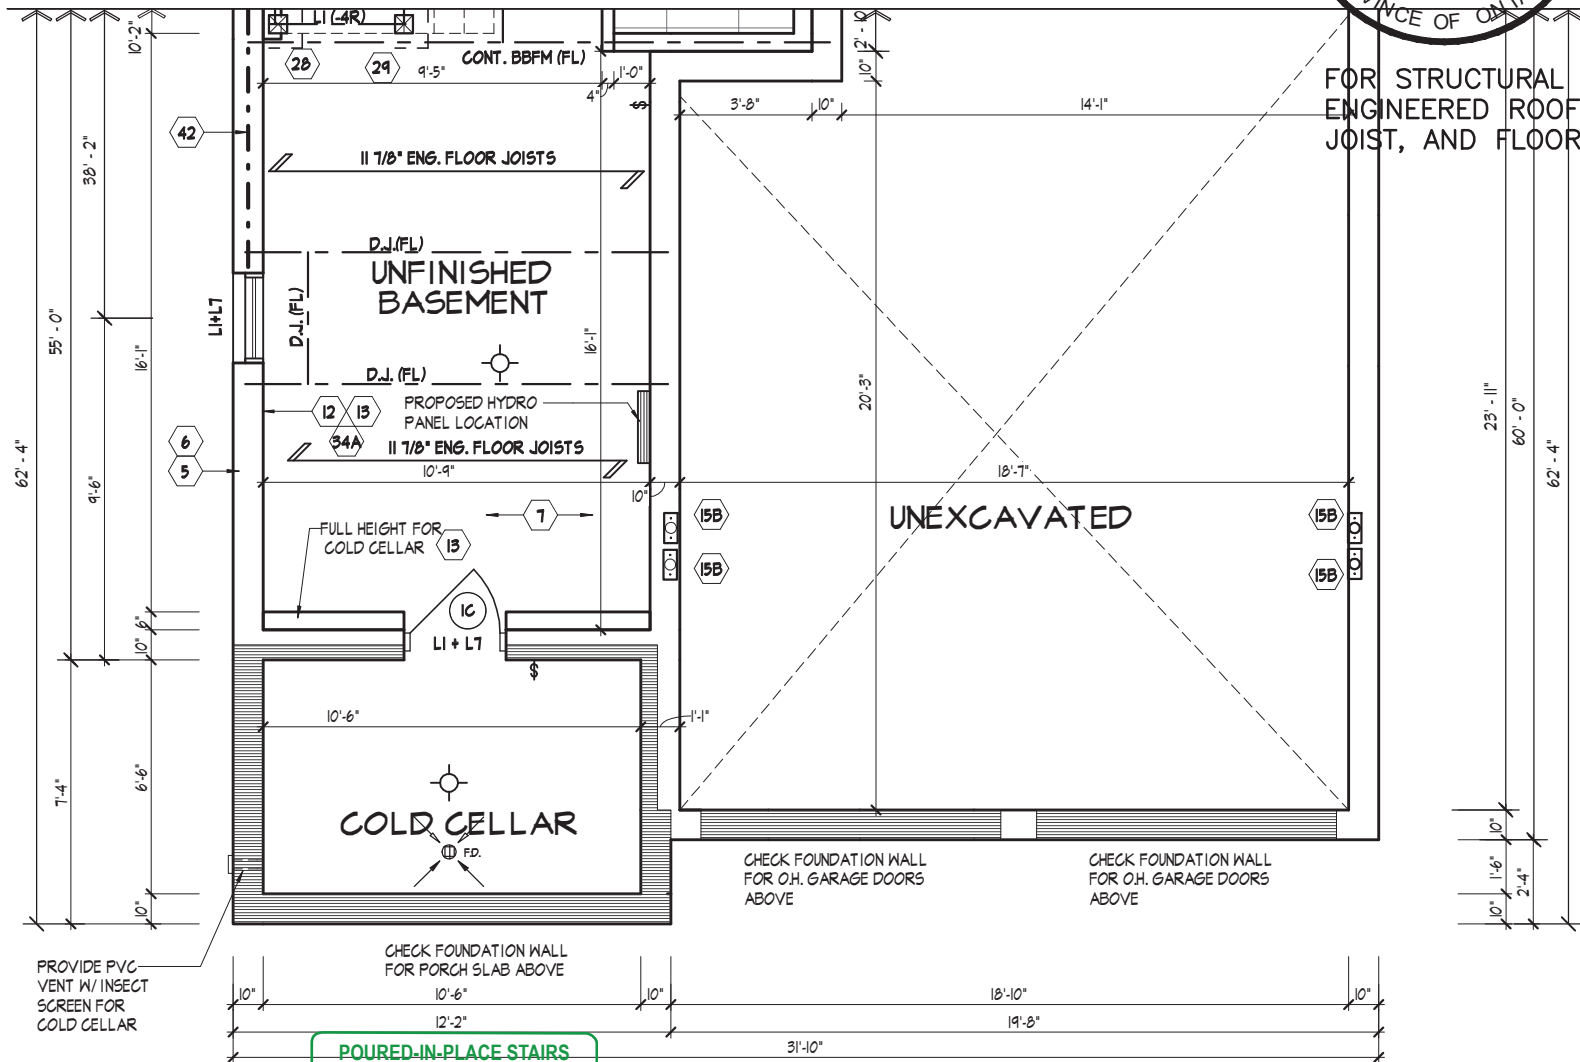 L1 (-4R)
CONT. BBFM (FL)
28
29
9'-5"
1'-0"
4"
$
10'-2"
2' - 10
10"
3'-8"
10"
14'-1"
VINCE OF ON
FOR STRUCTURAL
ENGINEERED ROOF
JOIST, AND FLOOR
42
11 7/8" ENG. FLOOR JOISTS
38' - 2"
D.J.(FL)
UNFINISHED
BASEMENT
D.J. (FL)
L1+L7
55' - 0"
16'-1"
16'-1"
D.J. (FL)
20'-3"
23' - 11"
60' - 0"
62' - 4"
12
13
34A
PROPOSED HYDRO
PANEL LOCATION
11 7/8" ENG. FLOOR JOISTS
6
5
62' - 4"
9'-6"
10'-9"
10"
18'-7"
7
15B
15B
UNEXCAVATED
15B
15B
FULL HEIGHT FOR
COLD CELLAR
13
1C
L1 + L7
$
6"
10"
10'-6"
1'-1"
7'-4"
6'-6"
COLD CELLAR
F.D.
10"
CHECK FOUNDATION WALL
FOR O.H. GARAGE DOORS
ABOVE
CHECK FOUNDATION WALL
FOR O.H. GARAGE DOORS
ABOVE
10"
1'-6"
2'-4"
10"
CHECK FOUNDATION WALL
FOR PORCH SLAB ABOVE
PROVIDE PVC
VENT W/ INSECT
SCREEN FOR
COLD CELLAR
10"
10'-6"
10"
18'-10"
10"
12'-2"
19'-8"
31'-10"
POURED-IN-PLACE STAIRS